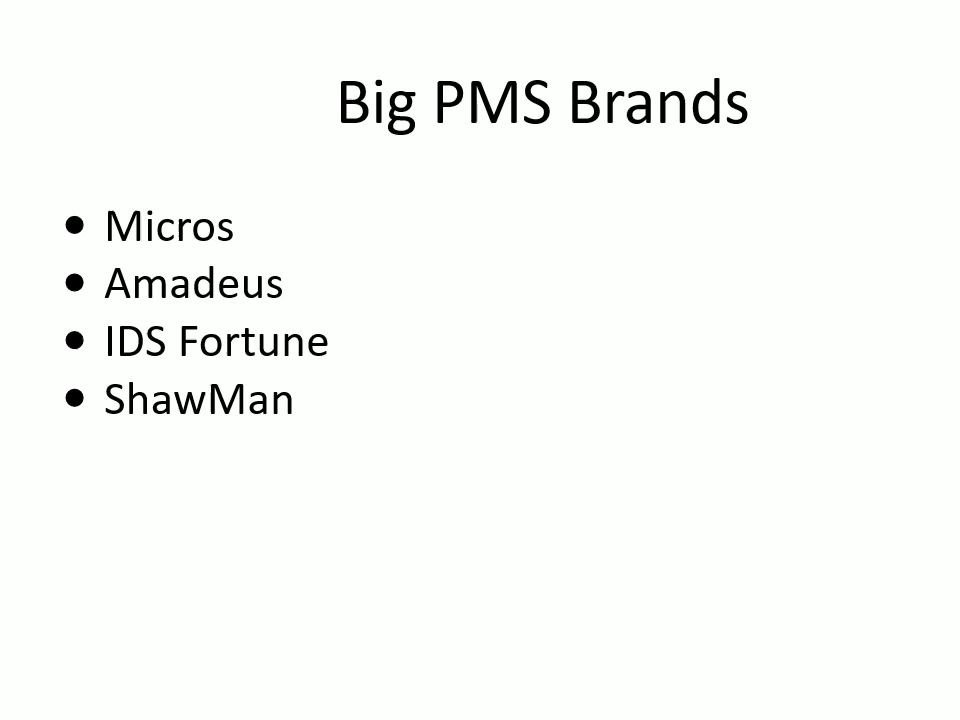 Big PMS Brands
• Micros
• Amadeus
• IDS Fortune
• ShawMan